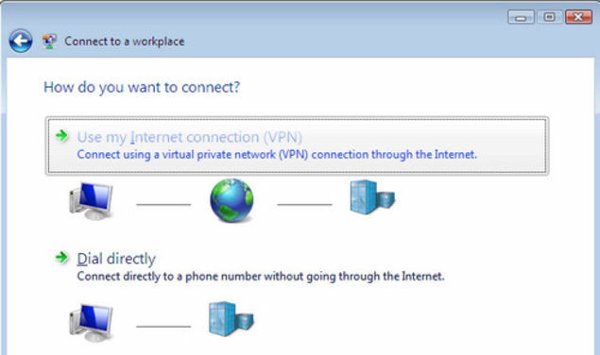 Connect to a workplace
How do you want to connect?
Use my Internet connection (VPN)
Connect using a virtual private network (VPN) connection through the Internet.
Dial directly
Connect directly to a phone number without going through the Internet.